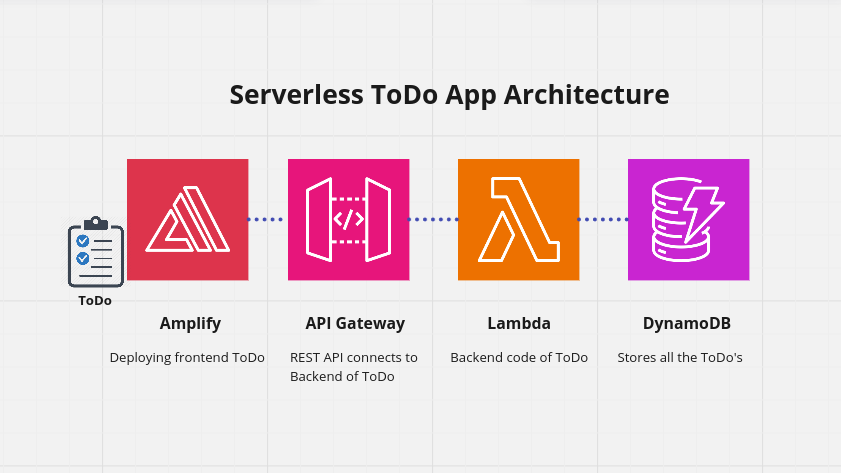 Serverless ToDo App Architecture
</>
ToDo
Amplify
API Gateway
Lambda
DynamoDB
Deploying frontend ToDo
REST API connects to
Backend of ToDo
Backend code of ToDo
Stores all the ToDo's